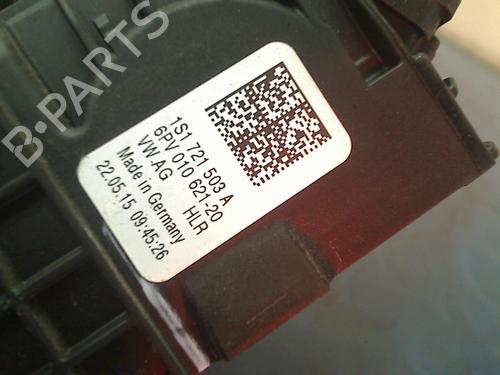 B-PARTS
1S1 721 503 A
6PV 010 621-20
VW AG HLR
Made in Germany
22.05.15 09:45:26